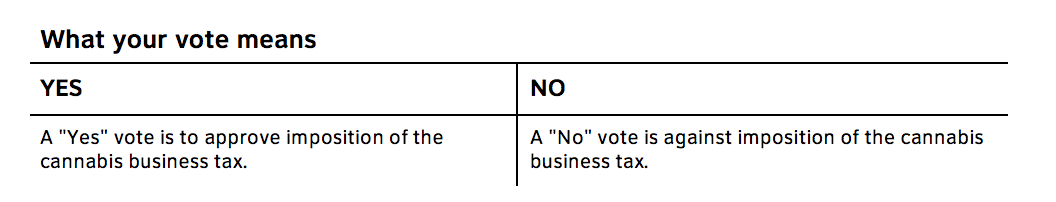 What your vote means
YES
NO
A "Yes" vote is to approve imposition of the
cannabis business tax.
A "No" vote is against imposition of the cannabis
business tax.